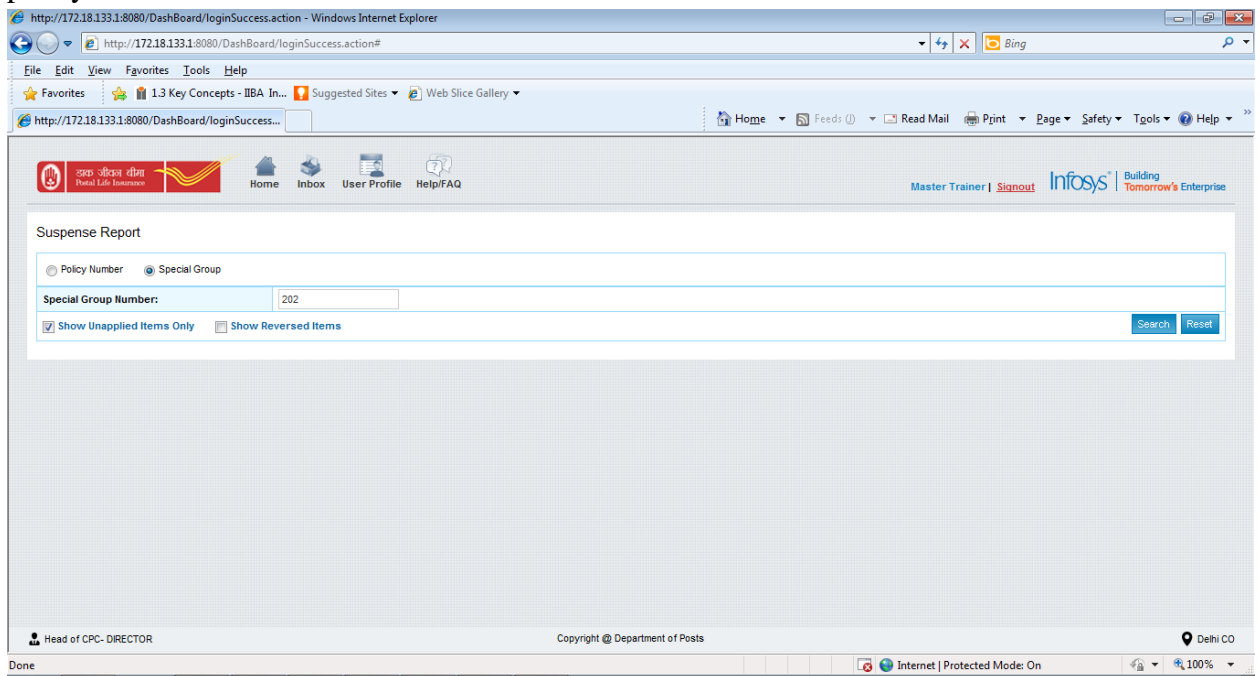 http://172.18.133.1:8080/DashBoard/loginSuccess.action - Windows Internet Explorer
http://172.18.133.1:8080/DashBoard/loginSuccess.action#
Bing
File Edit View Favorites Tools Help
Favorites 1.3 Key Concepts - IIBA In... Suggested Sites Web Slice Gallery
http://172.18.133.1:8080/DashBoard/loginSuccess... Home Feeds (J) Read Mail Print Page Safety Tools Help
डाक जीवन बीमा
Postal Life Insurance
Home Inbox User Profile Help/FAQ
Master Trainer | Signout Infosys® | Building
Tomorrow's Enterprise
Suspense Report
Policy Number Special Group
Special Group Number: 202
Show Unapplied Items Only Show Reversed Items Search Reset
Head of CPC- DIRECTOR Copyright @ Department of Posts Delhi CO
Done Internet | Protected Mode: On 100%